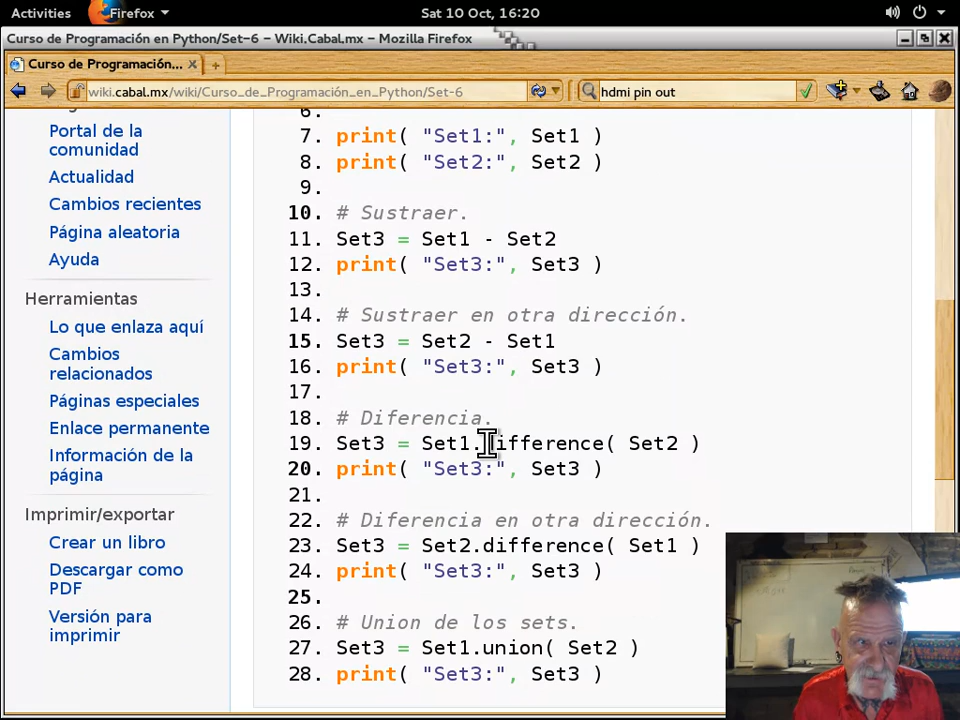 Activities Firefox Sat 10 Oct, 16:20
Curso de Programación en Python/Set-6 – Wiki.Cabal.mx – Mozilla Firefox
Curso de Programación... × +
wiki.cabal.mx/wiki/Curso_de_Programación_en_Python/Set-6 hdmi pin out
Portal de la
comunidad
Actualidad
Cambios recientes
Página aleatoria
Ayuda
Herramientas
Lo que enlaza aquí
Cambios
relacionados
Páginas especiales
Enlace permanente
Información de la
página
Imprimir/exportar
Crear un libro
Descargar como
PDF
Versión para
imprimir
6.
7. print( "Set1:", Set1 )
8. print( "Set2:", Set2 )
9.
10. # Sustraer.
11. Set3 = Set1 - Set2
12. print( "Set3:", Set3 )
13.
14. # Sustraer en otra dirección.
15. Set3 = Set2 - Set1
16. print( "Set3:", Set3 )
17.
18. # Diferencia.
19. Set3 = Set1.difference( Set2 )
20. print( "Set3:", Set3 )
21.
22. # Diferencia en otra dirección.
23. Set3 = Set2.difference( Set1 )
24. print( "Set3:", Set3 )
25.
26. # Union de los sets.
27. Set3 = Set1.union( Set2 )
28. print( "Set3:", Set3 )